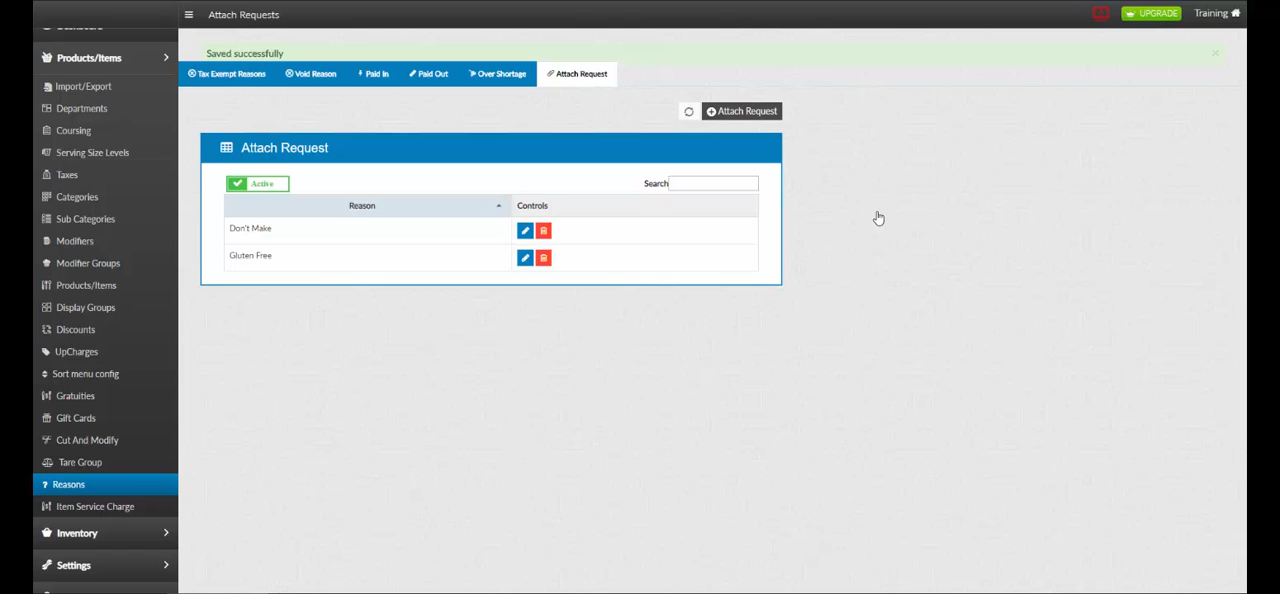 Attach Requests
UPGRADE
Training
Dashboard
Products/Items
Import/Export
Departments
Coursing
Serving Size Levels
Taxes
Categories
Sub Categories
Modifiers
Modifier Groups
Products/Items
Display Groups
Discounts
UpCharges
Sort menu config
Gratuities
Gift Cards
Cut And Modify
Tare Group
Reasons
Item Service Charge
Inventory
Settings
Saved successfully
Tax Exempt Reasons Void Reason Paid In Paid Out Over Shortage Attach Request
Attach Request
Attach Request
Active Search
Reason Controls
Don't Make
Gluten Free